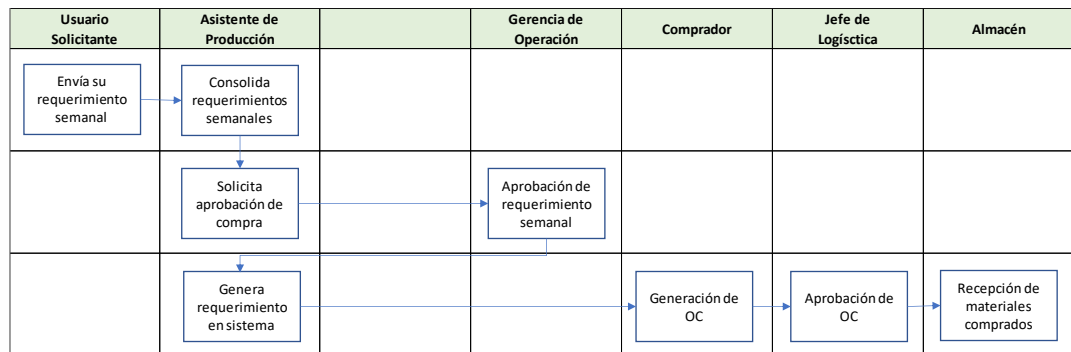 Usuario
Solicitante
Asistente de
Producción
Gerencia de
Operación
Comprador
Jefe de
Logísctica
Almacén
Envía su
requerimiento
semanal
Consolida
requerimientos
semanales
Solicita
aprobación de
compra
Aprobación de
requerimiento
semanal
Genera
requerimiento
en sistema
Generación de
OC
Aprobación de
OC
Recepción de
materiales
comprados